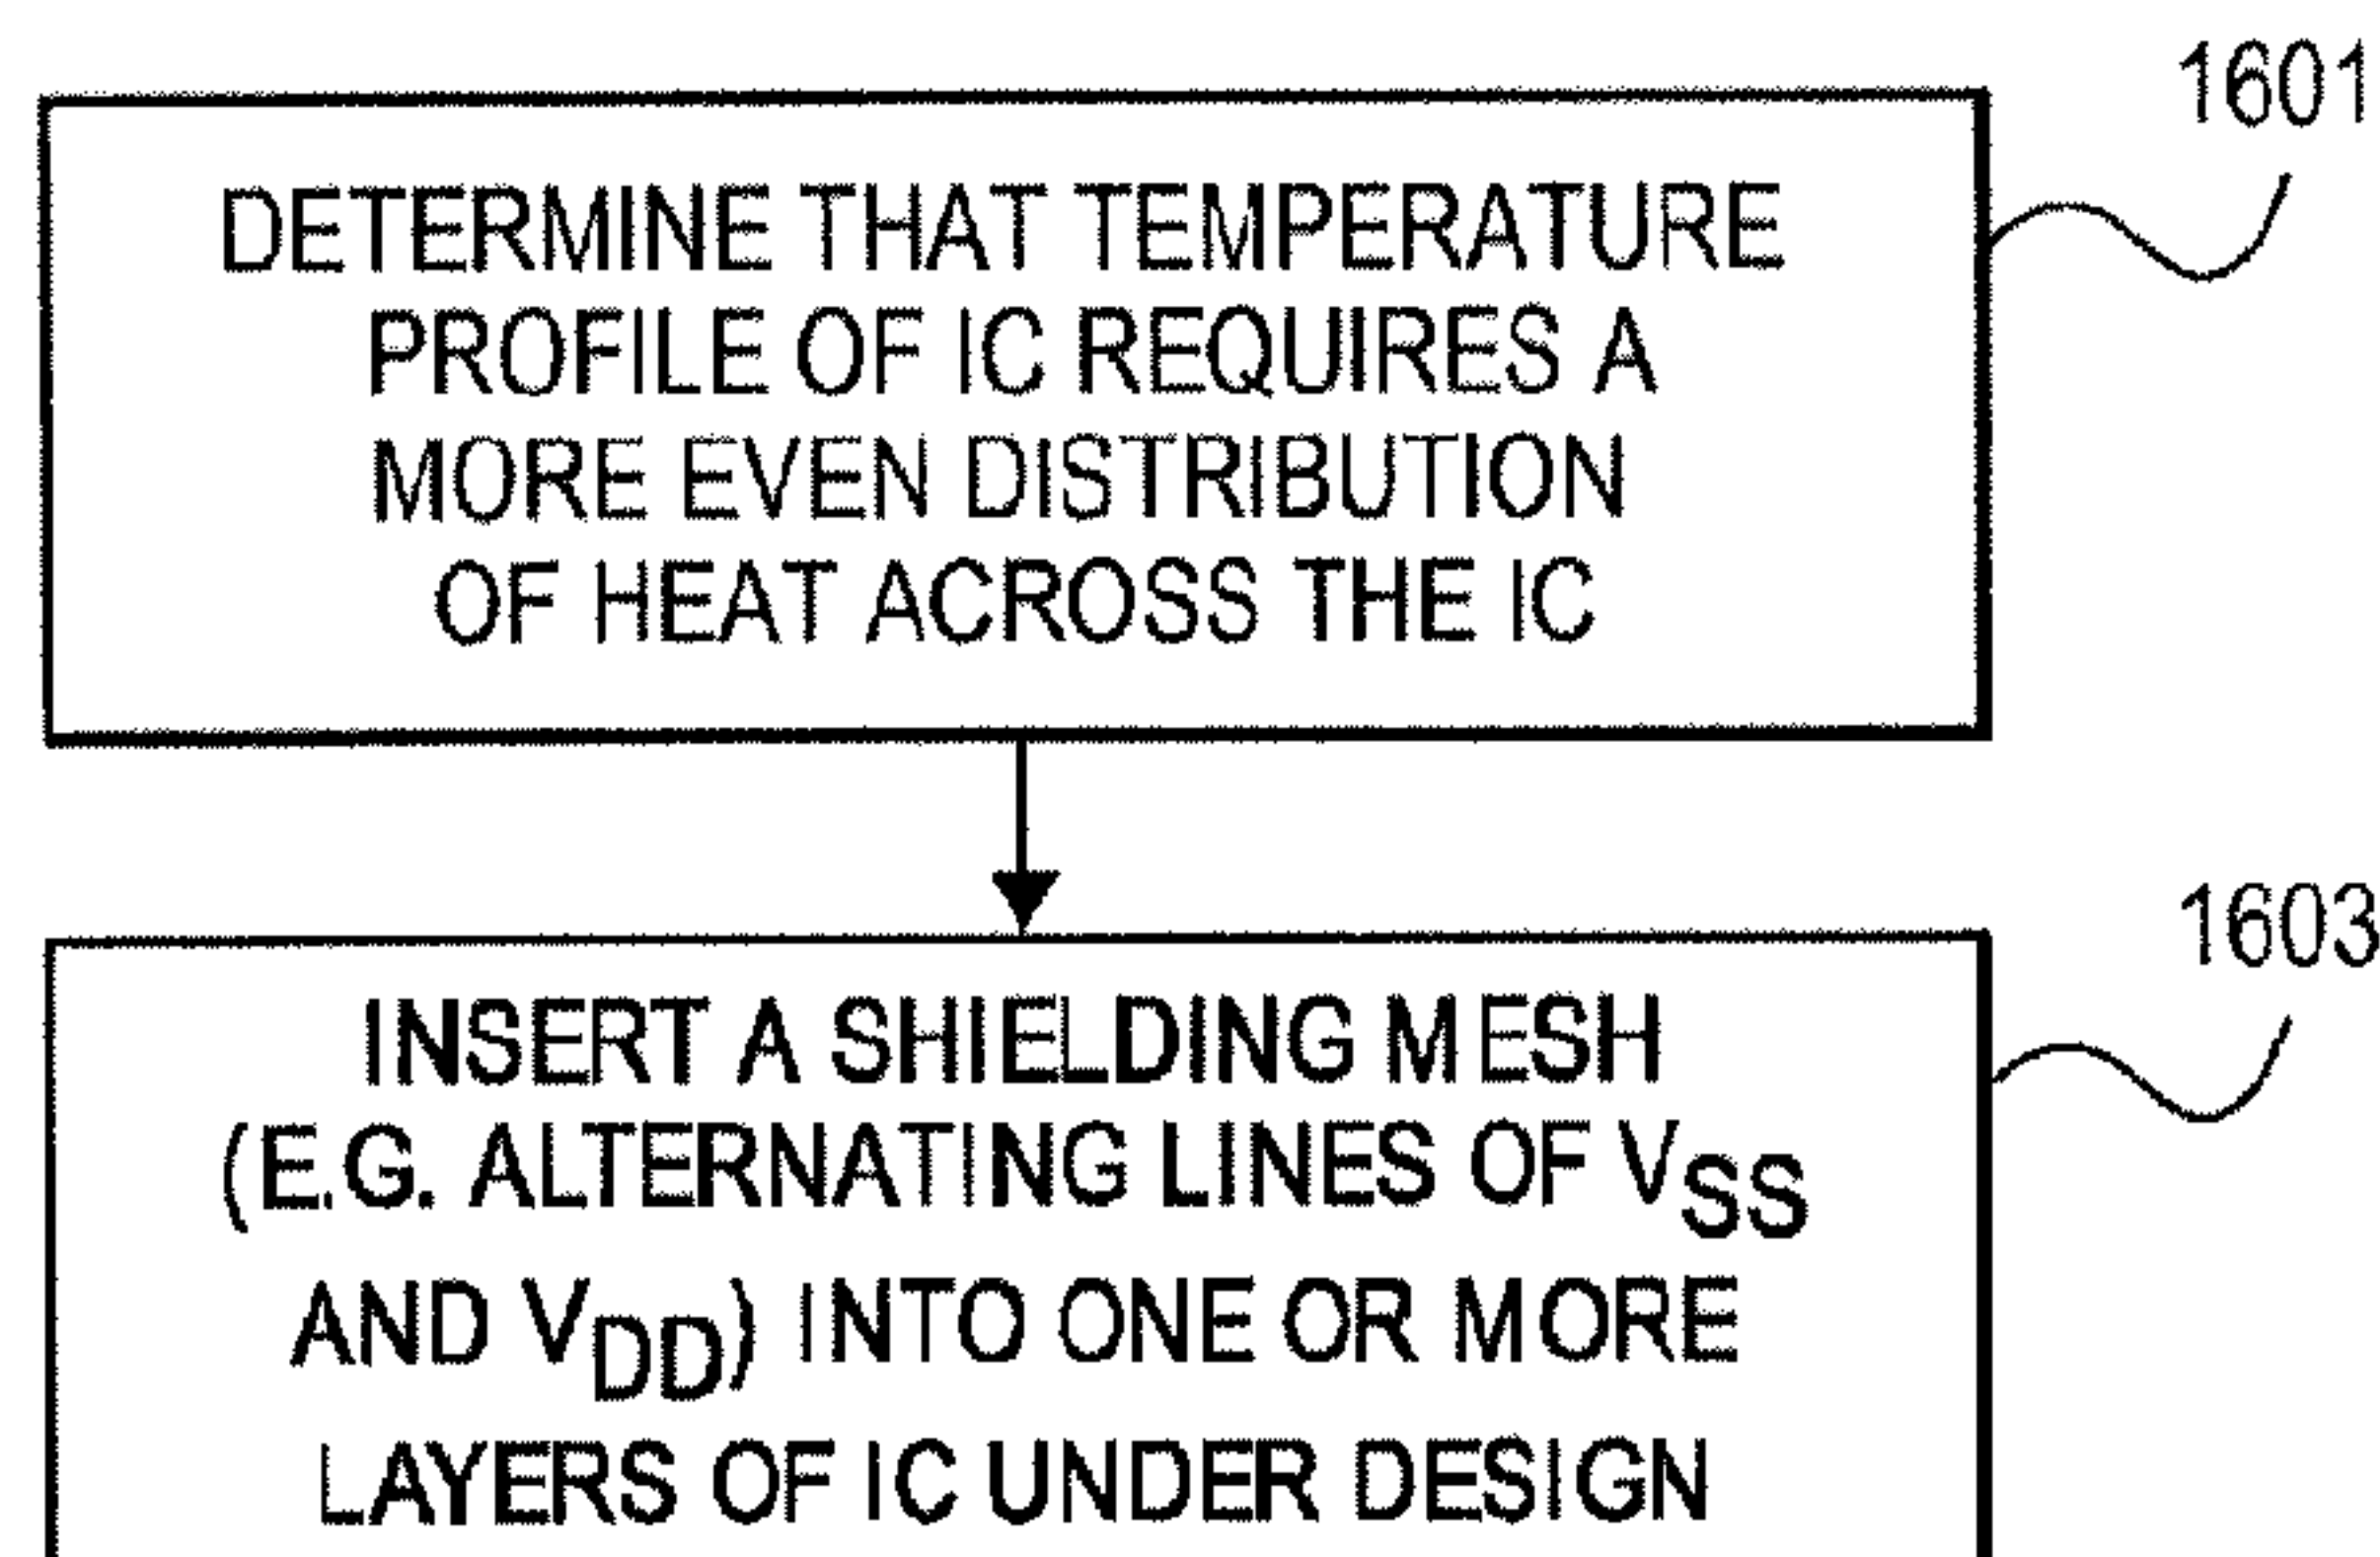 1601
DETERMINE THAT TEMPERATURE
PROFILE OF IC REQUIRES A
MORE EVEN DISTRIBUTION
OF HEAT ACROSS THE IC
1603
INSERT A SHIELDING MESH
(E.G. ALTERNATING LINES OF VSS
AND VDD) INTO ONE OR MORE
LAYERS OF IC UNDER DESIGN